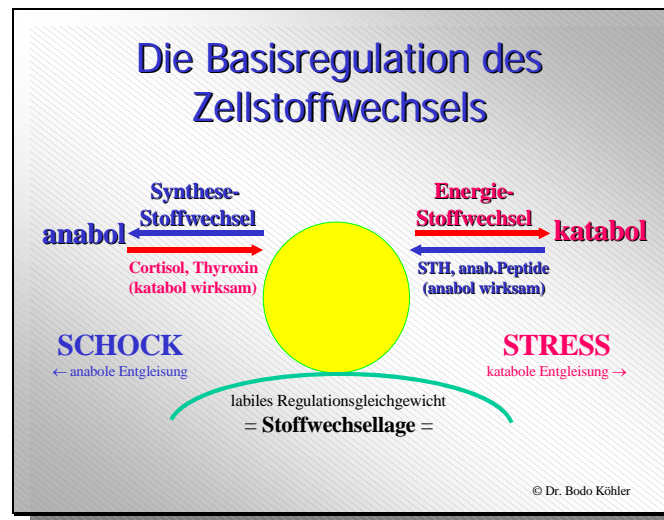 Die Basisregulation des
Zellstoffwechsels
Synthese-
Stoffwechsel
anabol
Cortisol, Thyroxin
(katabol wirksam)
Energie-
Stoffwechsel
katabol
STH, anab.Peptide
(anabol wirksam)
SCHOCK
← anabole Entgleisung
STRESS
katabole Entgleisung →
labiles Regulationsgleichgewicht
= Stoffwechsellage =
© Dr. Bodo Köhler